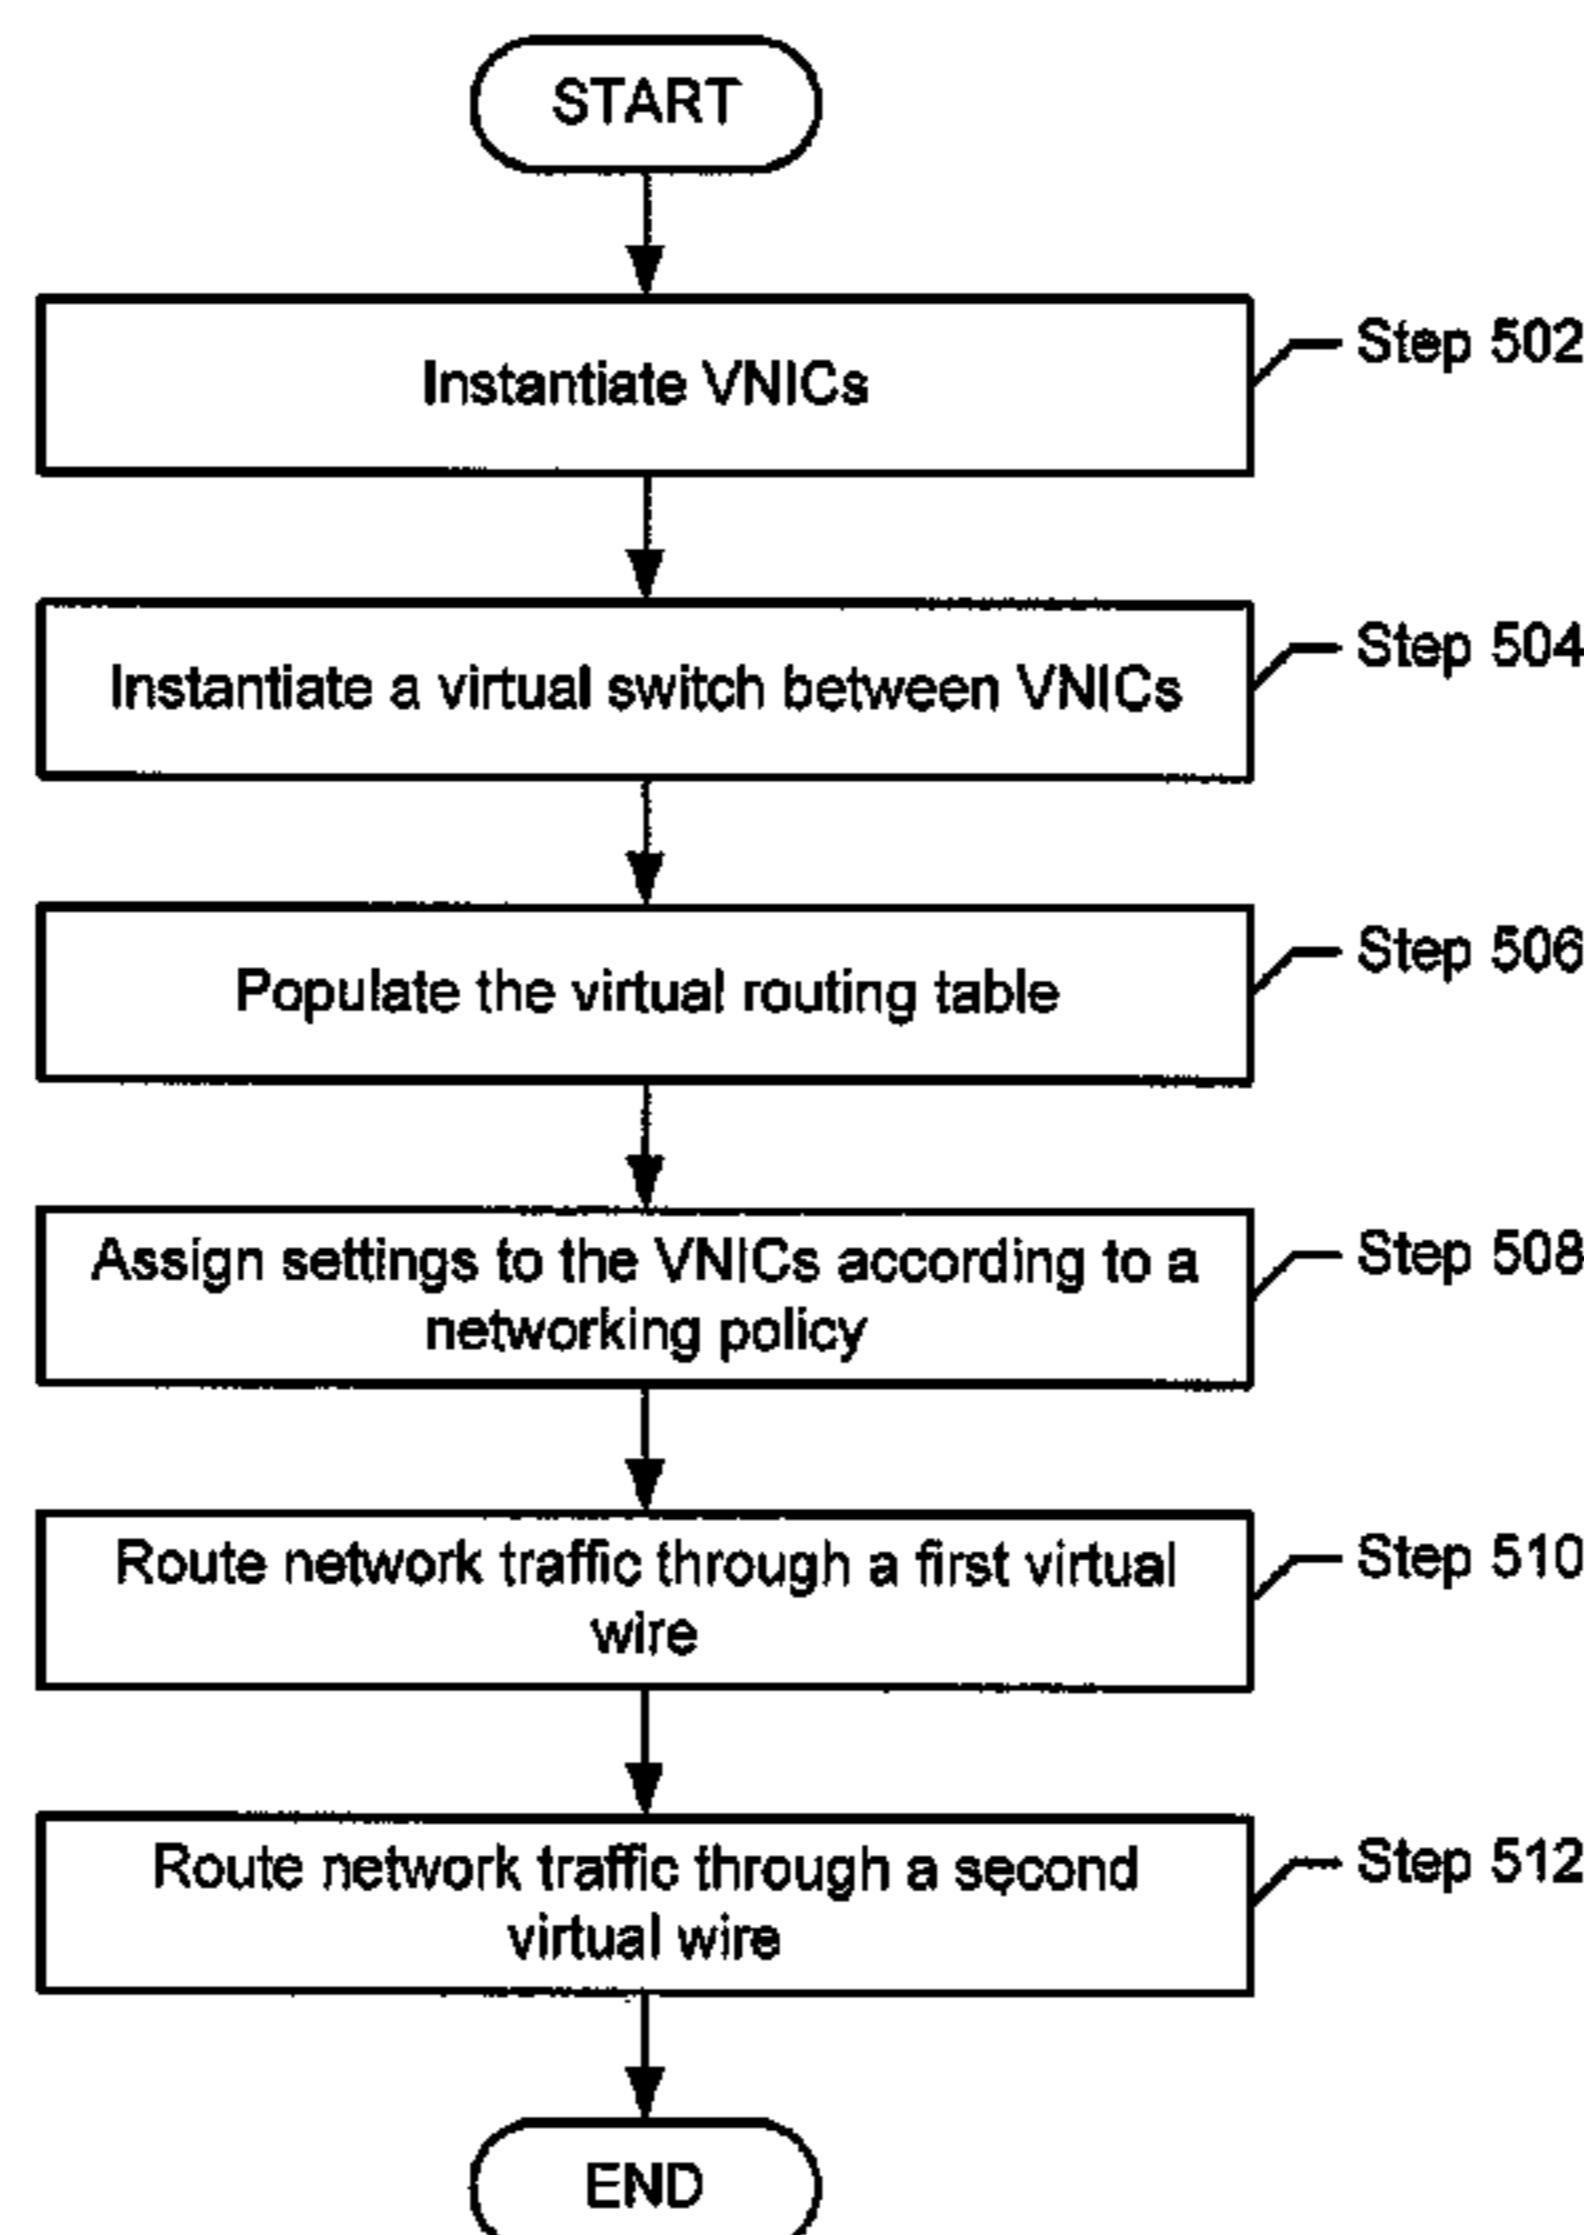 START
Instantiate VNICs
Step 502
Instantiate a virtual switch between VNICs
Step 504
Populate the virtual routing table
Step 506
Assign settings to the VNICs according to a
networking policy
Step 508
Route network traffic through a first virtual
wire
Step 510
Route network traffic through a second
virtual wire
Step 512
END